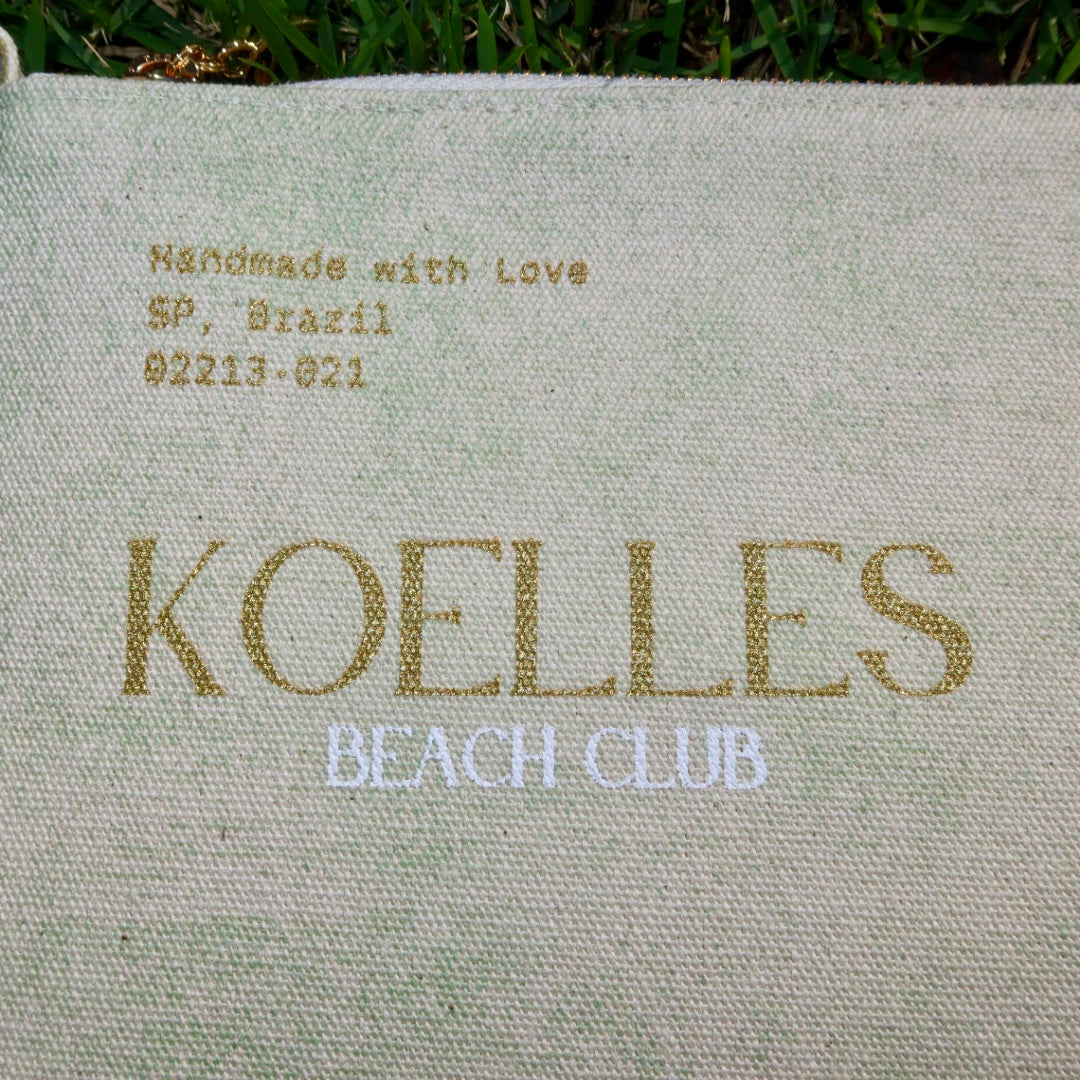 Handmade with Love
SP, Brazil
02213-021
KOELLES
BEACH CLUB